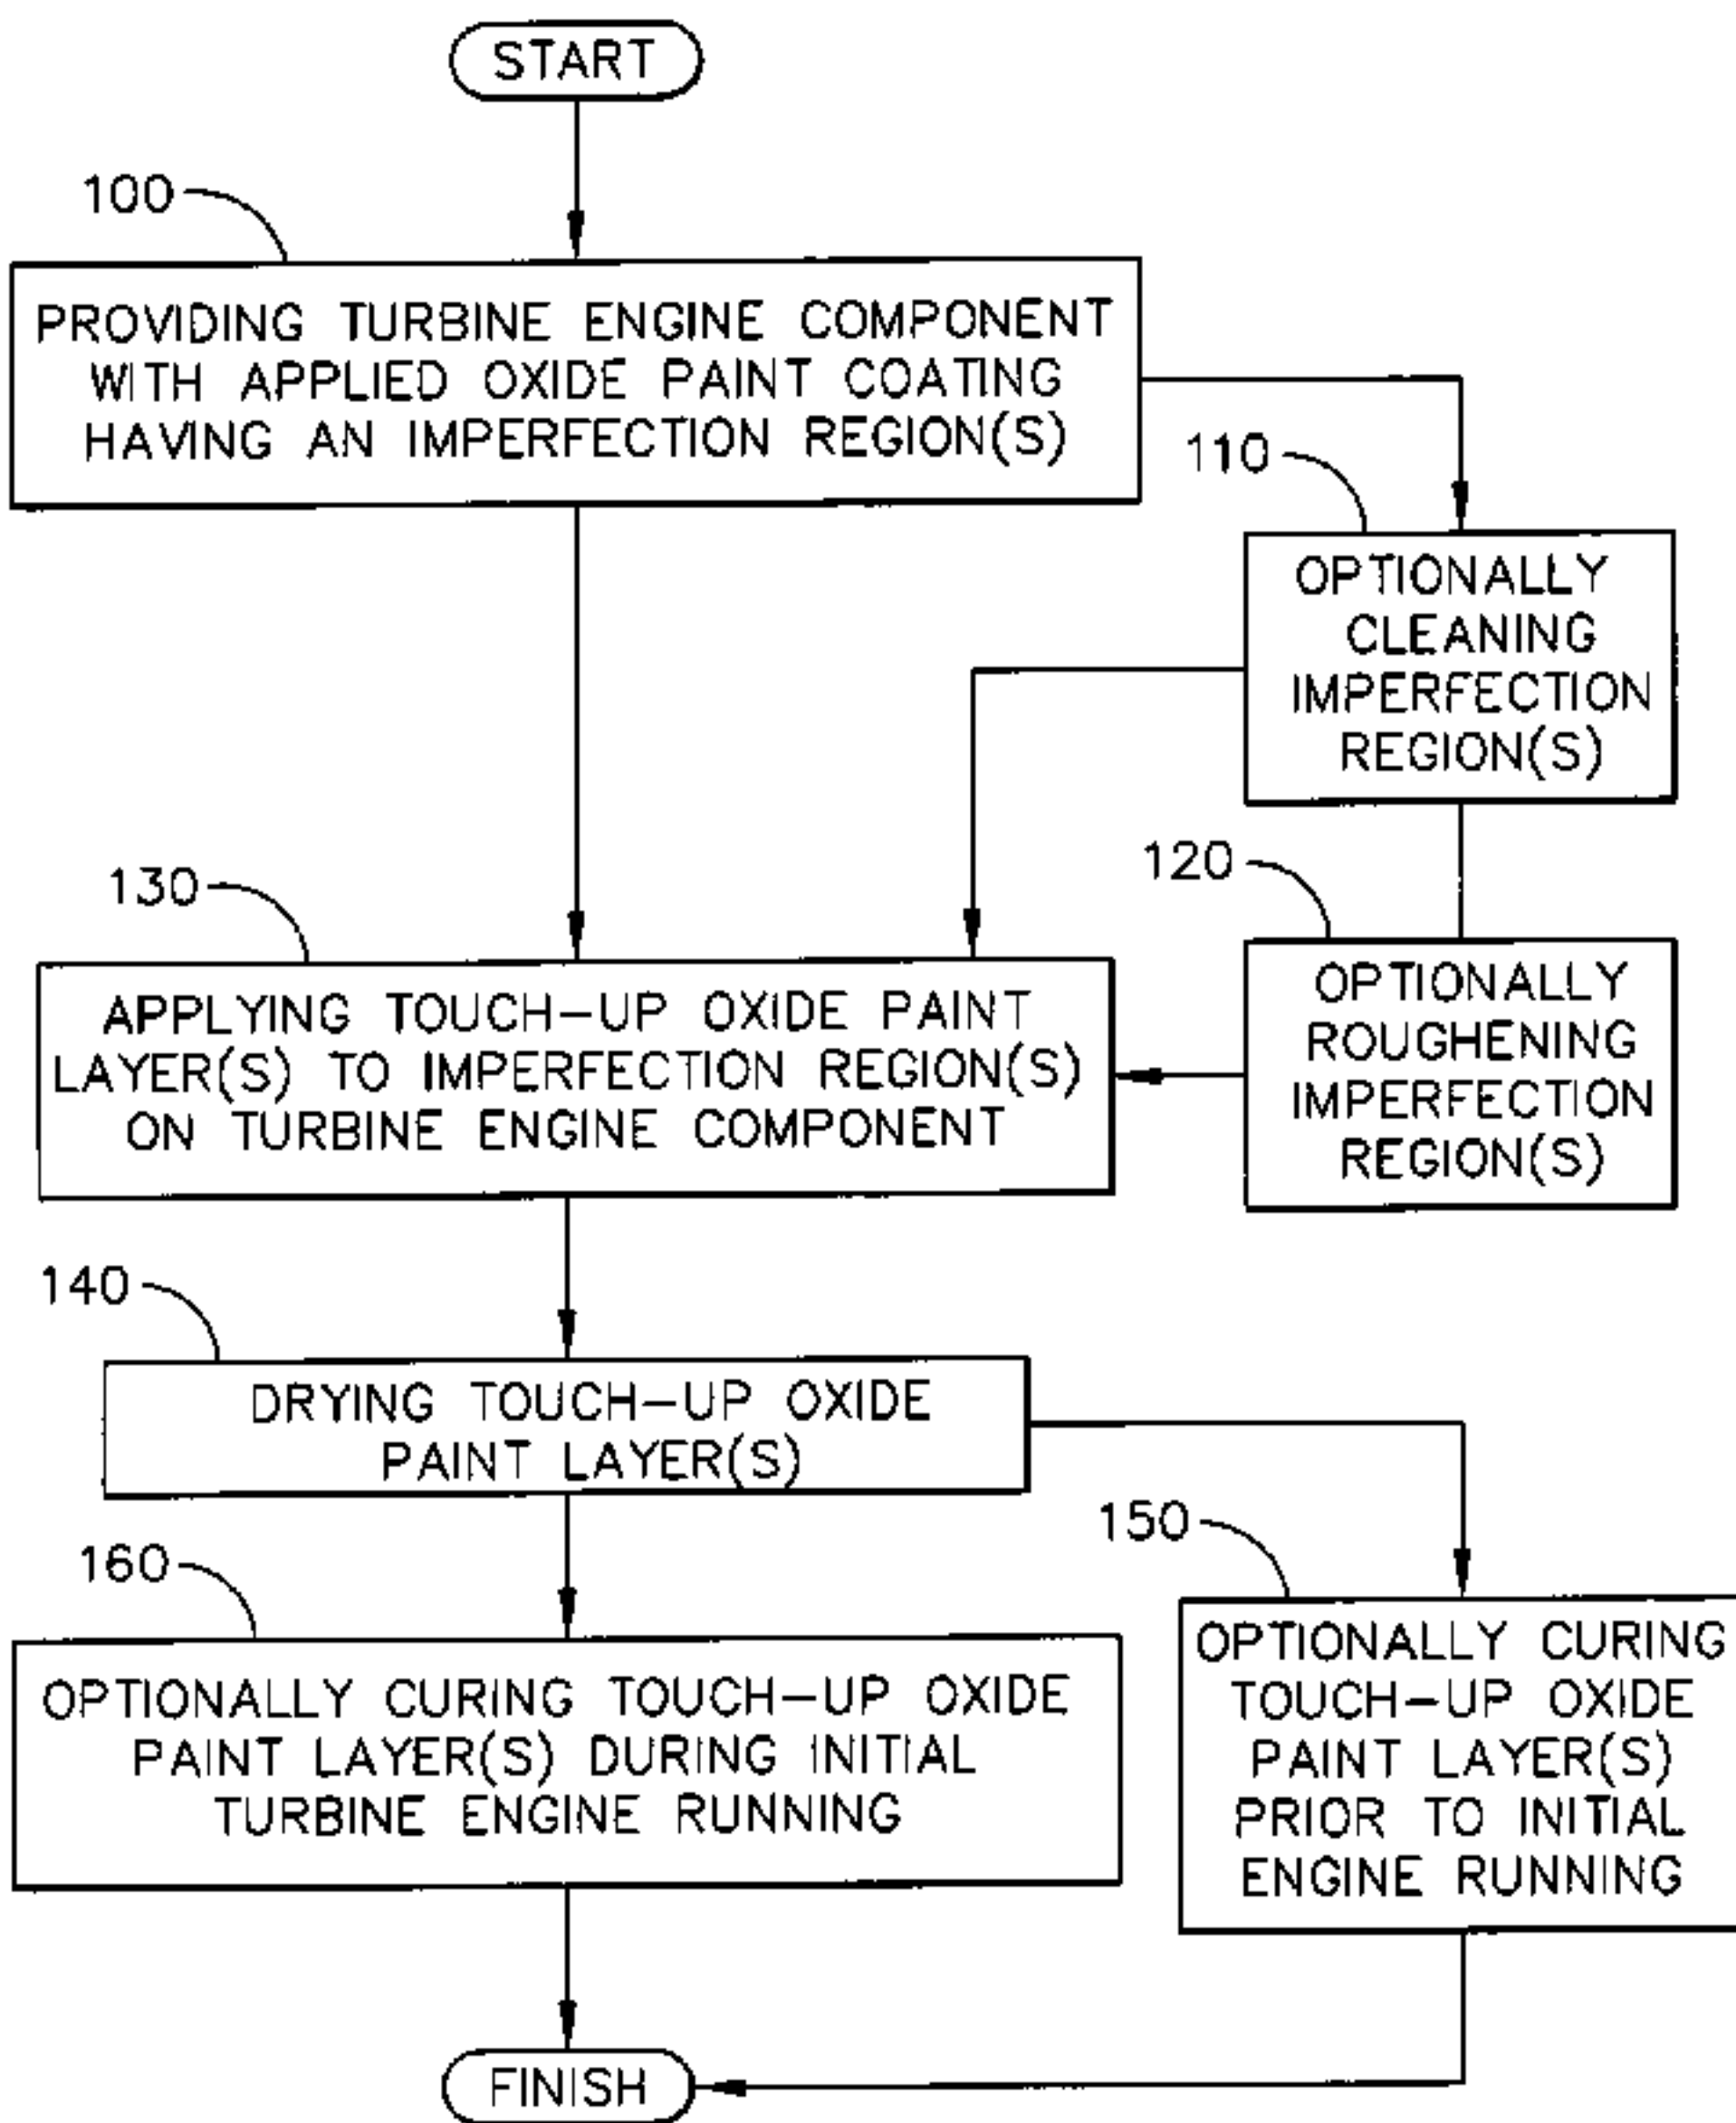 START
100
PROVIDING TURBINE ENGINE COMPONENT
WITH APPLIED OXIDE PAINT COATING
HAVING AN IMPERFECTION REGION(S)
110
OPTIONALLY
CLEANING
IMPERFECTION
REGION(S)
120
OPTIONALLY
ROUGHENING
IMPERFECTION
REGION(S)
130
APPLYING TOUCH-UP OXIDE PAINT
LAYER(S) TO IMPERFECTION REGION(S)
ON TURBINE ENGINE COMPONENT
140
DRYING TOUCH-UP OXIDE
PAINT LAYER(S)
150
OPTIONALLY CURING
TOUCH-UP OXIDE
PAINT LAYER(S)
PRIOR TO INITIAL
ENGINE RUNNING
160
OPTIONALLY CURING TOUCH-UP OXIDE
PAINT LAYER(S) DURING INITIAL
TURBINE ENGINE RUNNING
FINISH